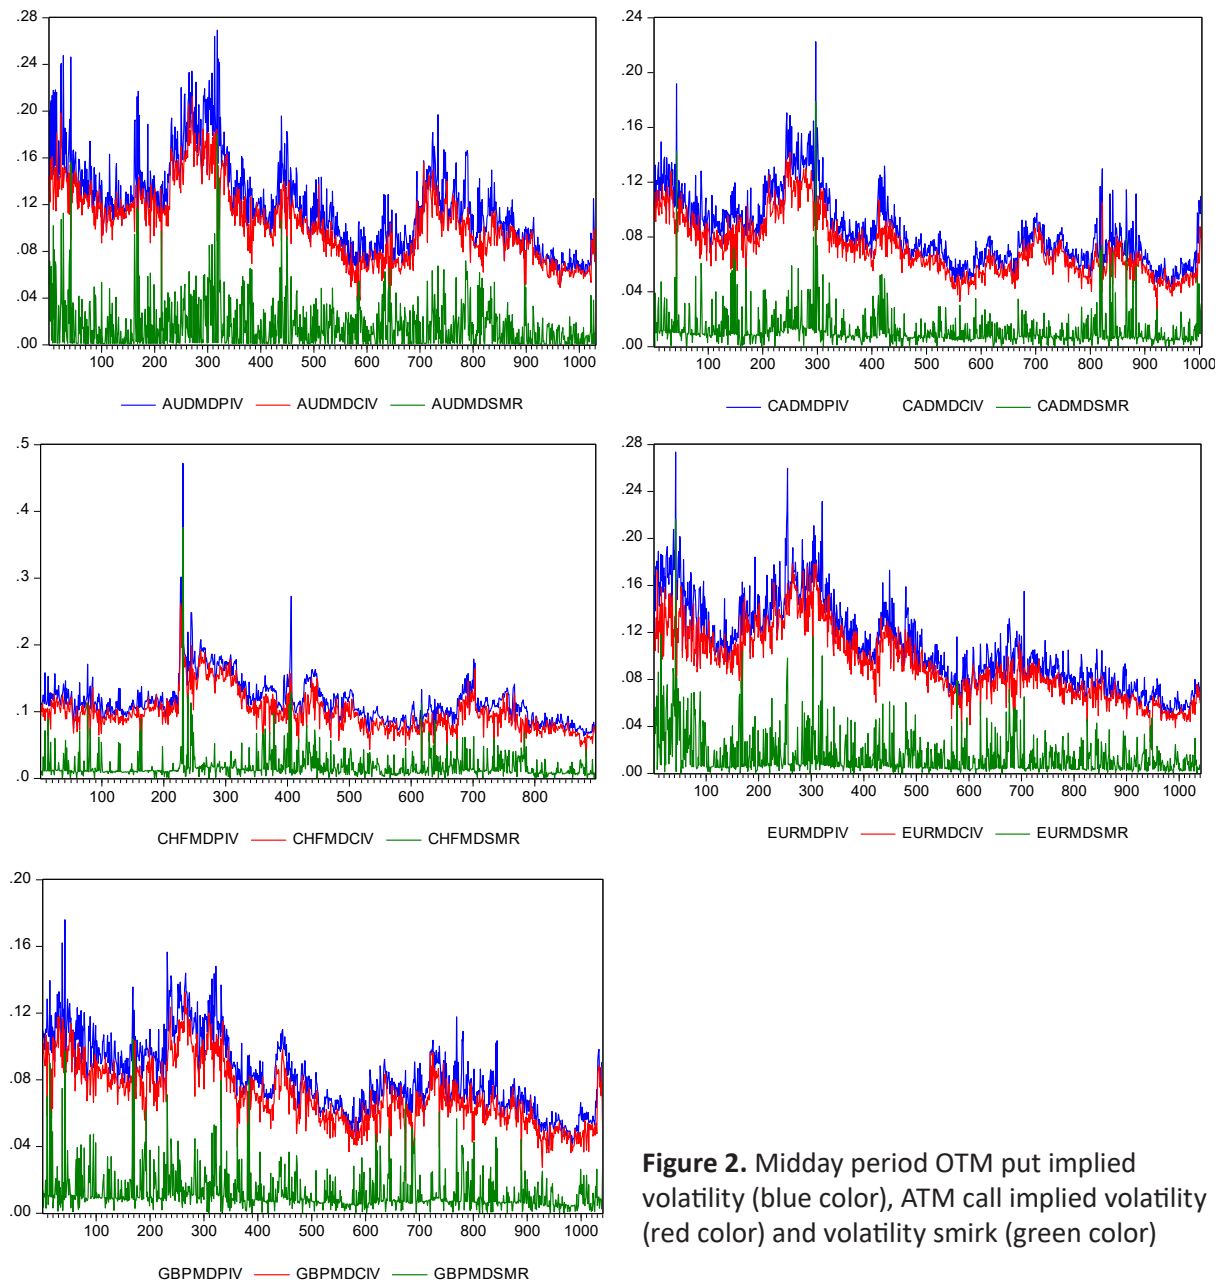 .28
.24
.20
.16
.12
.08
.04
.00
100 200 300 400 500 600 700 800 900 1000
AUDMDPIV AUDMDCIV AUDMDSMR
.24
.20
.16
.12
.08
.04
.00
100 200 300 400 500 600 700 800 900 1000
CADMDPIV CADMDCIV CADMDSMR
.5
.4
.3
.2
.1
.0
100 200 300 400 500 600 700 800
CHFMDPIV CHFMDCIV CHFMDSMR
.28
.24
.20
.16
.12
.08
.04
.00
100 200 300 400 500 600 700 800 900 1000
EURMDPIV EURMDCIV EURMDSMR
.20
.16
.12
.08
.04
.00
100 200 300 400 500 600 700 800 900 1000
GBPMDPIV GBPMDCIV GBPMDSMR
Figure 2. Midday period OTM put implied
volatility (blue color), ATM call implied volatility
(red color) and volatility smirk (green color)